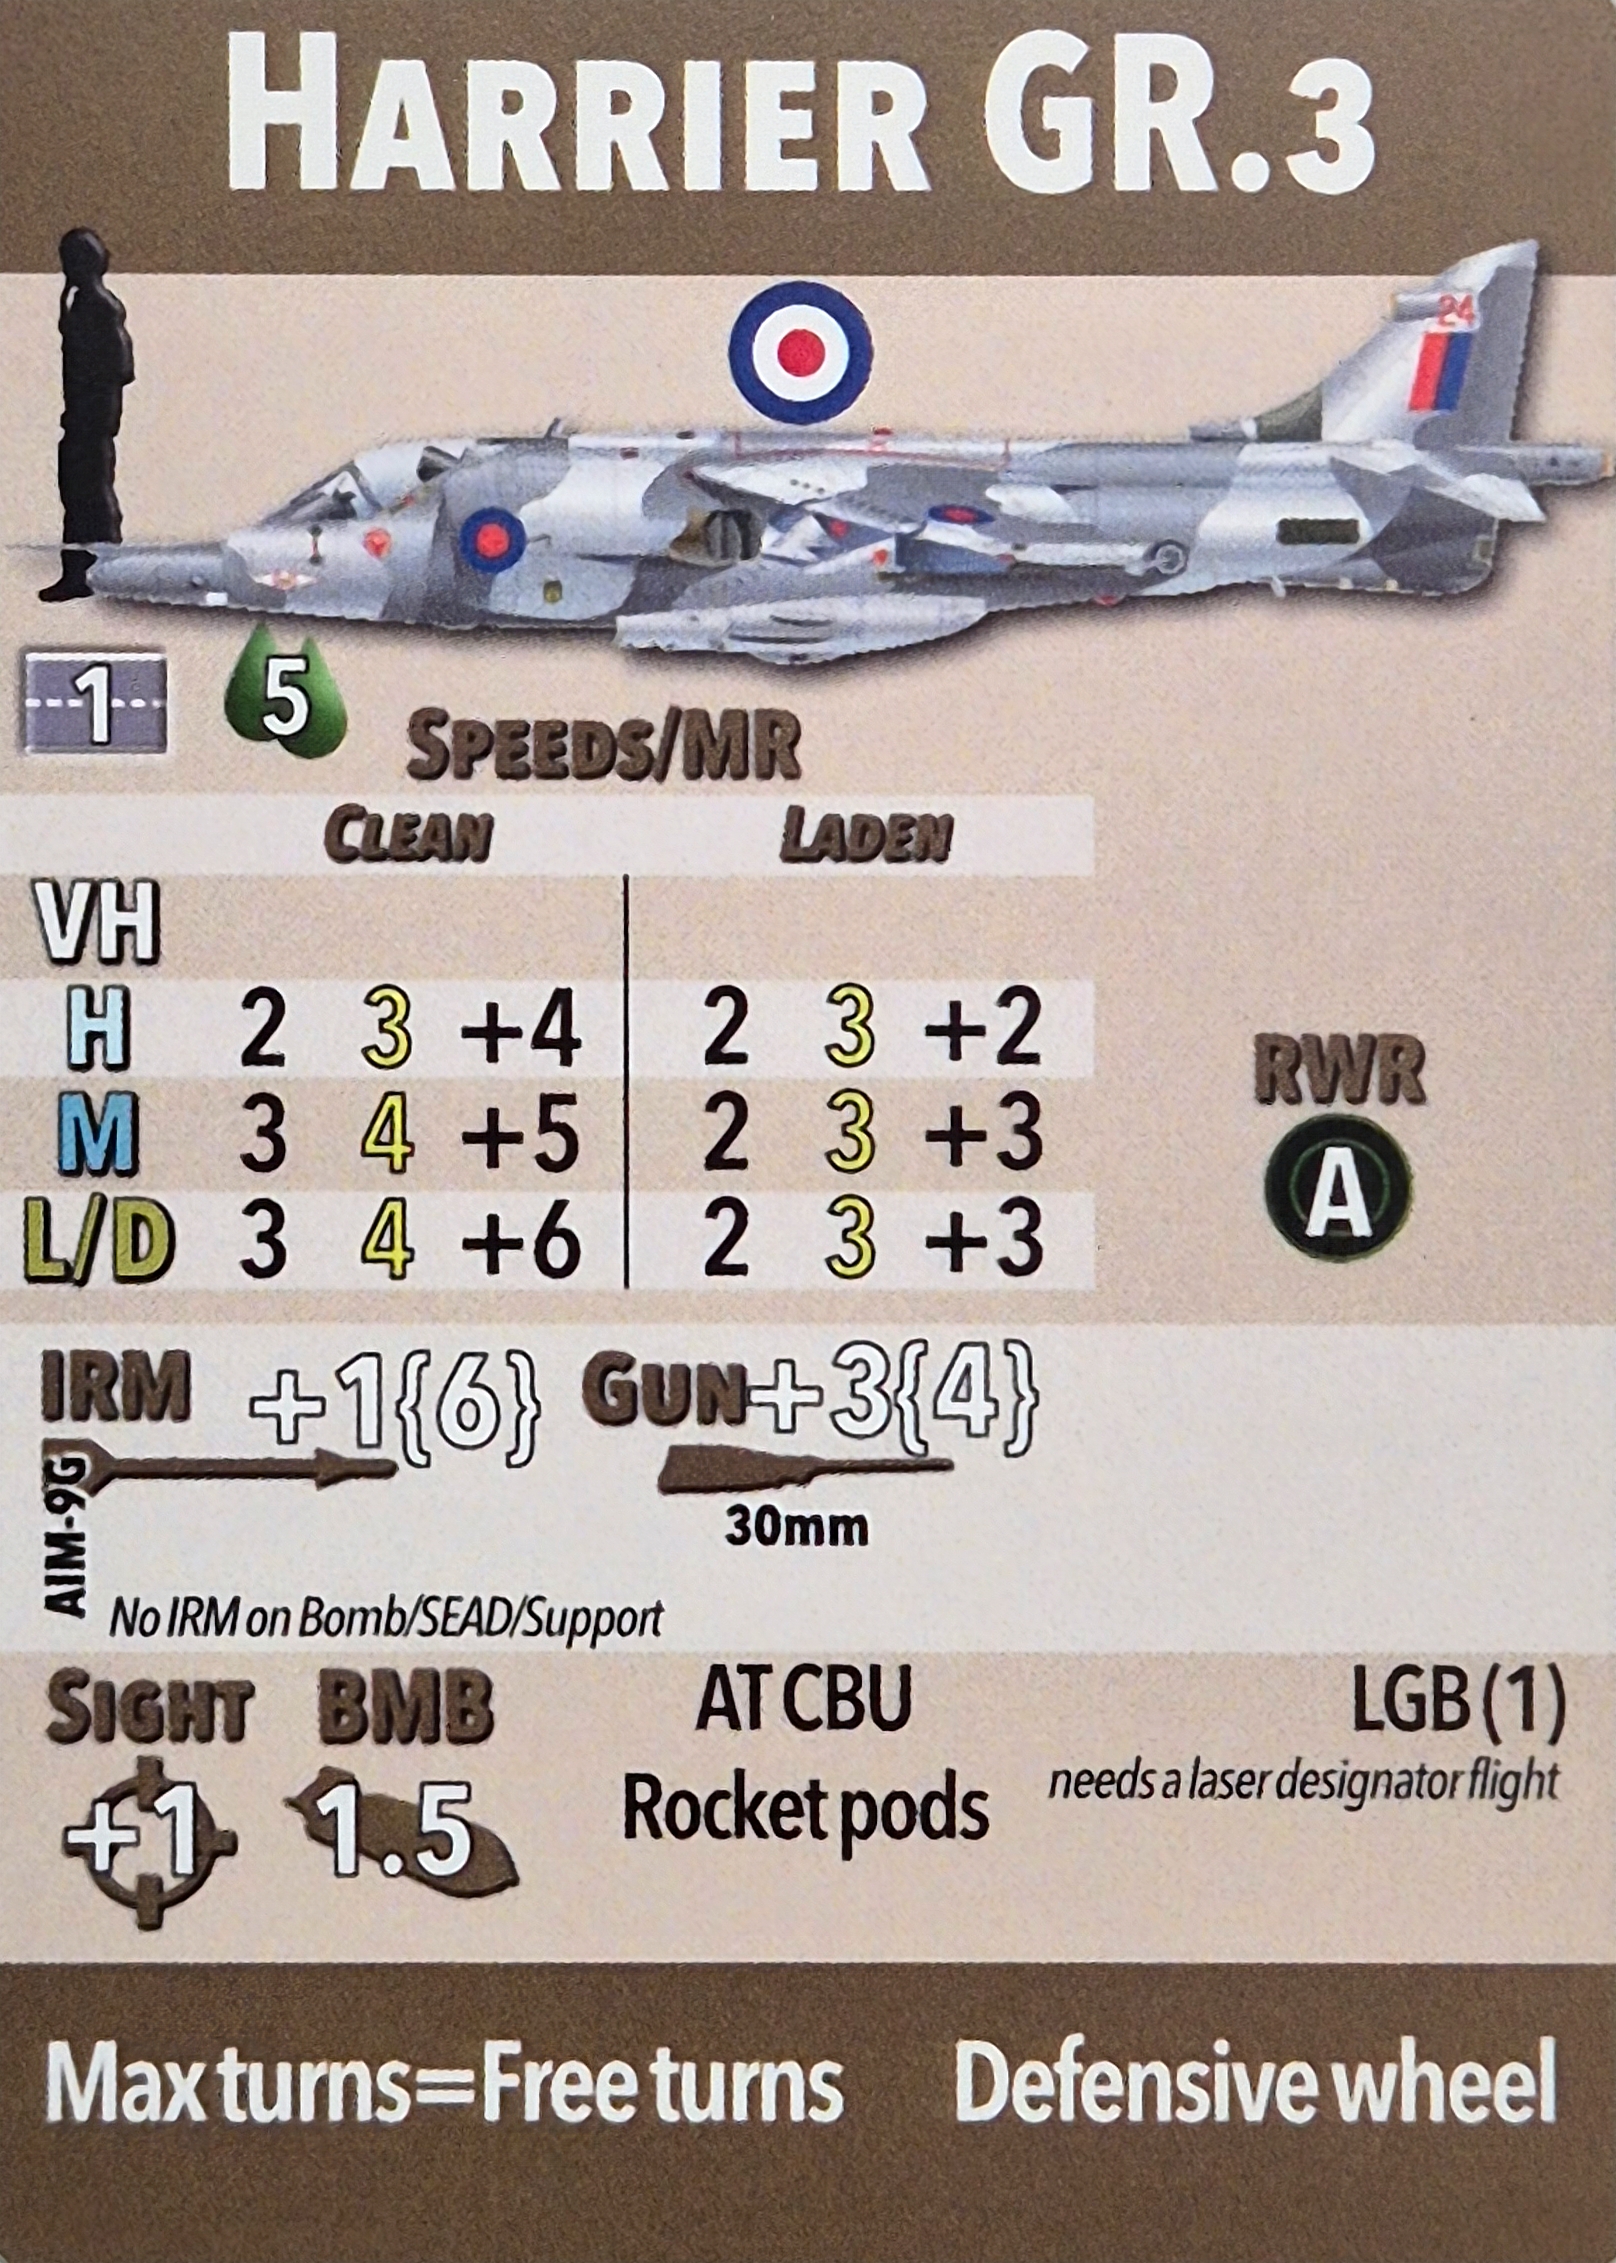 HARRIER GR.3
24
1 5
SPEEDS/MR
CLEAN LADEN
VH
H 2 3 +4 2 3 +2
M 3 4 +5 2 3 +3
L/D 3 4 +6 2 3 +3
RWR
A
IRM +1{6} GUN +3{4}
AIM-9G
30mm
No IRM on Bomb/SEAD/Support
SIGHT BMB
+1 1.5
AT CBU
Rocket pods
LGB (1)
needs a laser designator flight
Max turns=Free turns Defensive wheel